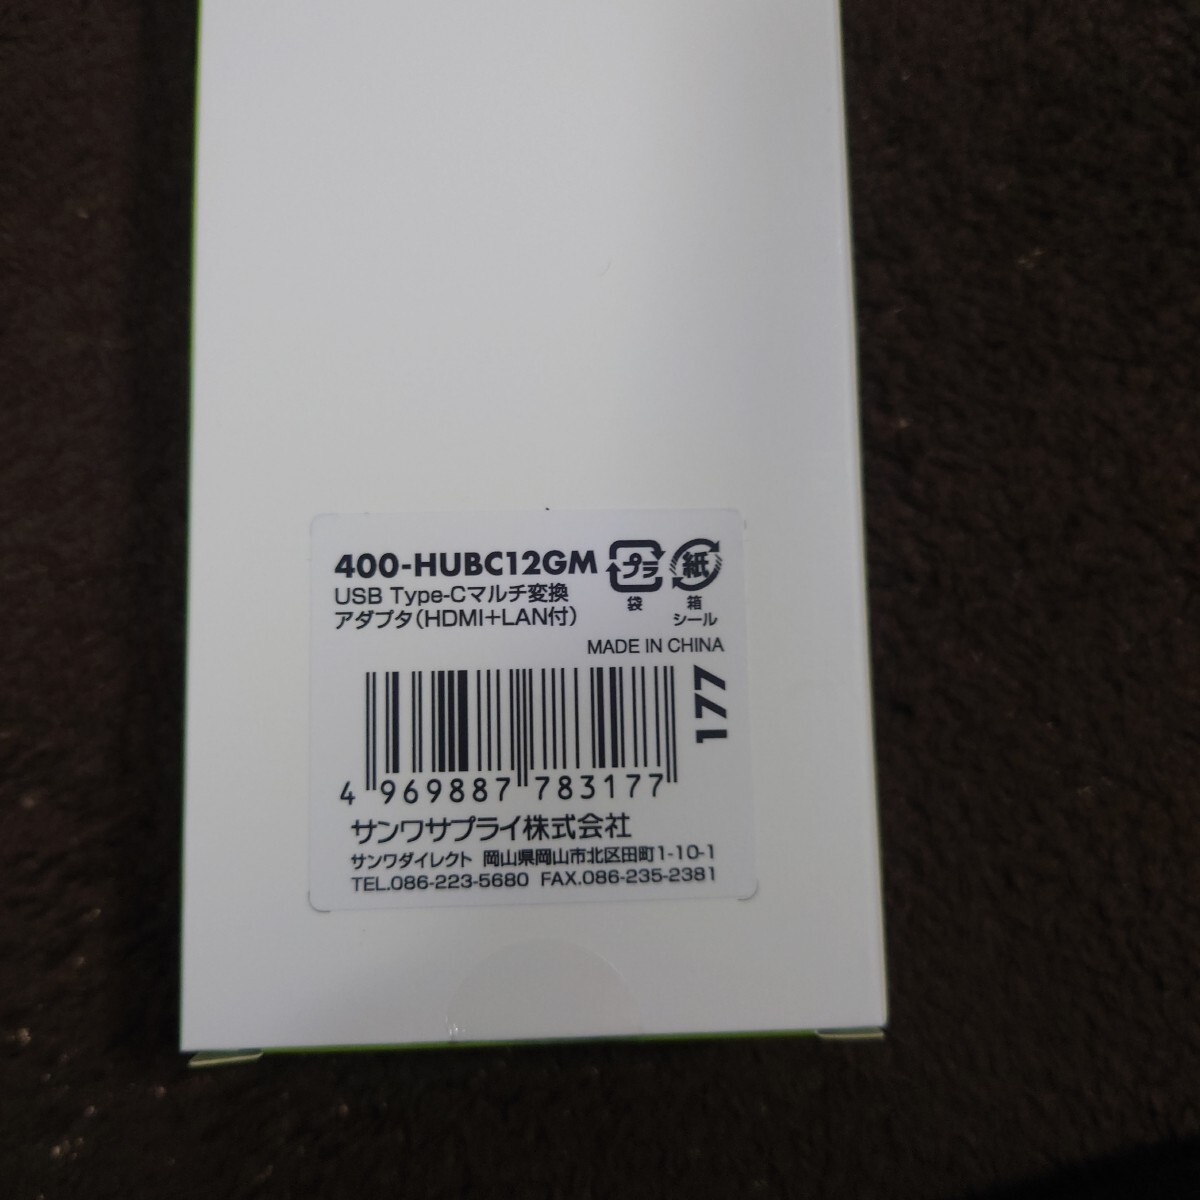 400-HUBC12GM
USB Type-Cマルチ変換
アダプタ(HDMI+LAN付)
プラ
袋
紙
箱
シール
MADE IN CHINA
177
4 969887 783177
サンワサプライ株式会社
サンワダイレクト 岡山県岡山市北区田町1-10-1
TEL.086-223-5680 FAX.086-235-2381